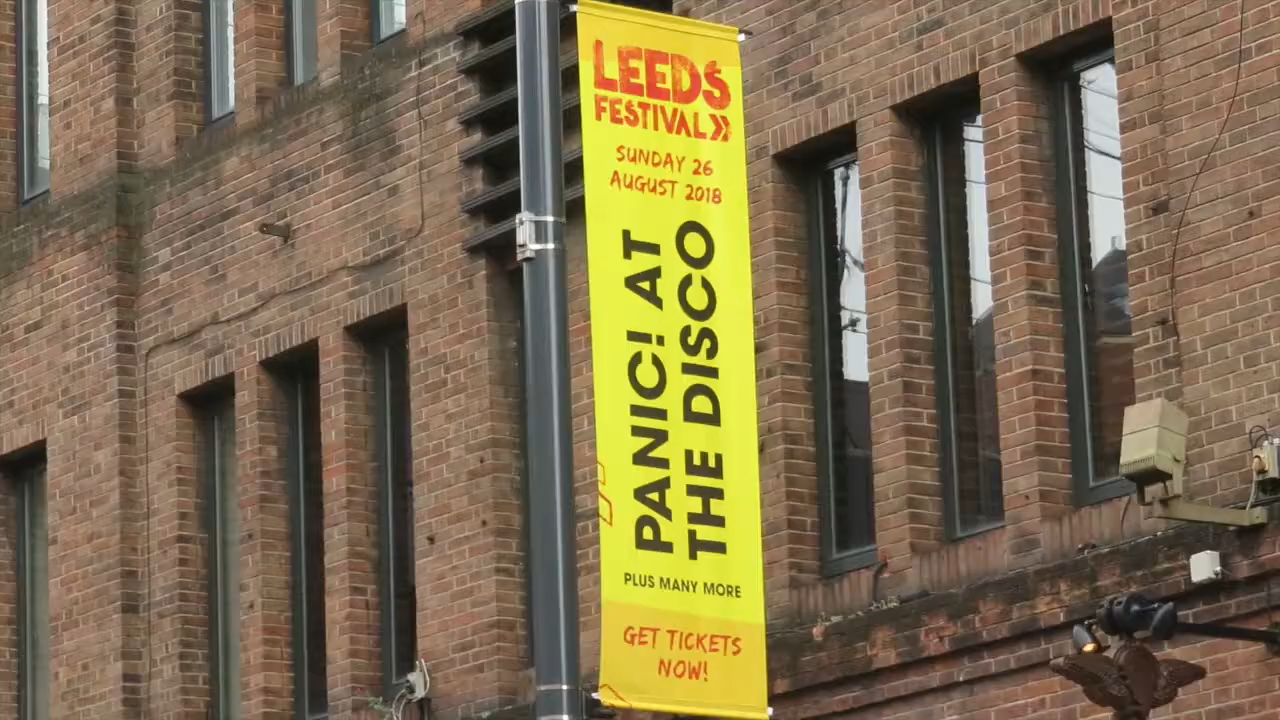 LEEDS
FESTIVAL»
SUNDAY 26
AUGUST 2018
PANIC! AT
THE DISCO
PLUS MANY MORE
GET TICKETS
NOW!